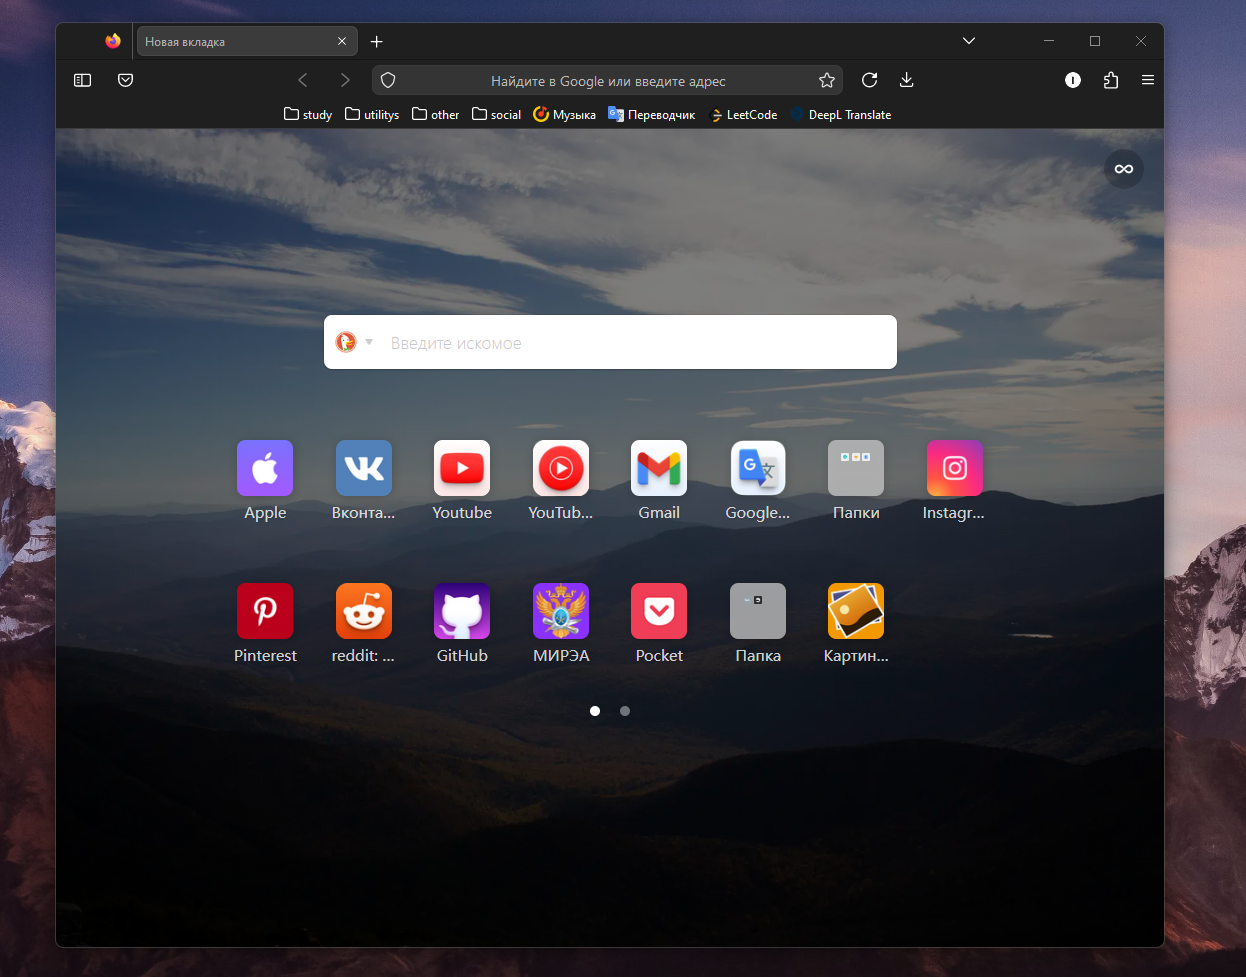 Новая вкладка
Найдите в Google или введите адрес
study utilitys other social Музыка Переводчик LeetCode DeepL Translate
Введите искомое
Apple Вконта... Youtube YouTub... Gmail Google... Папки Instagr...
Pinterest reddit: ... GitHub МИРЭА Pocket Папка Картин...